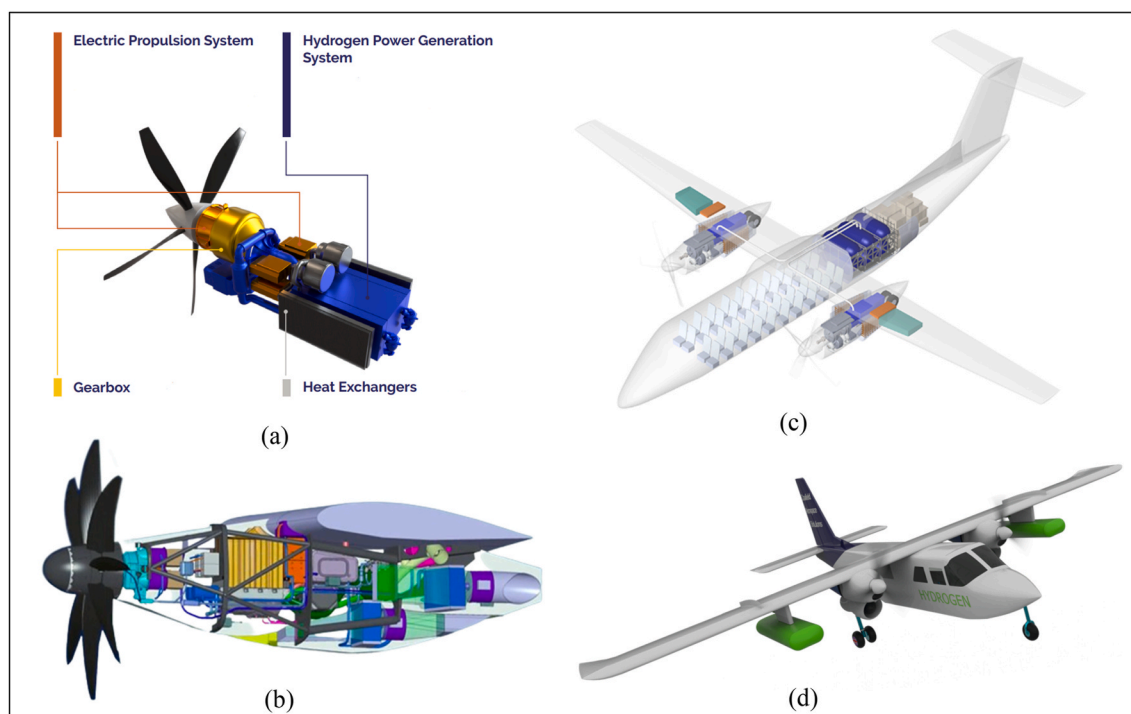 Electric Propulsion System
Hydrogen Power Generation
System
Gearbox
Heat Exchangers
(a)
(c)
(b)
HYDROGEN
(d)